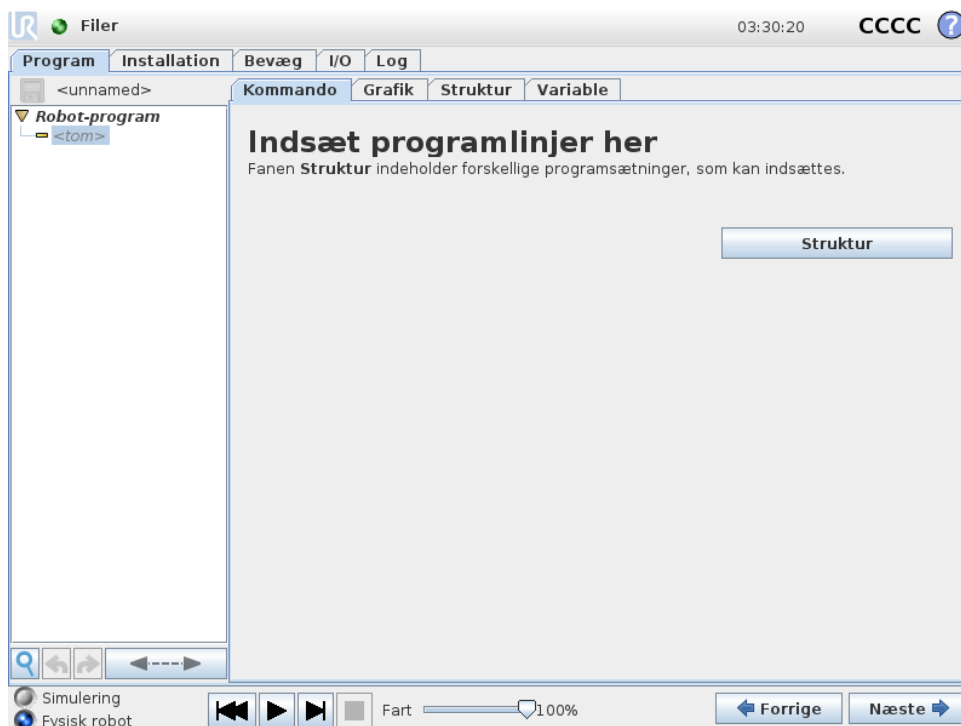 UR Filer 03:30:20 CCCC ?
Program Installation Bevæg I/O Log
<unnamed>
Kommando Grafik Struktur Variable
Robot-program
<tom>
Indsæt programlinjer her
Fanen Struktur indeholder forskellige programsætninger, som kan indsættes.
Struktur
Simulering
Fysisk robot
Fart 100%
Forrige Næste